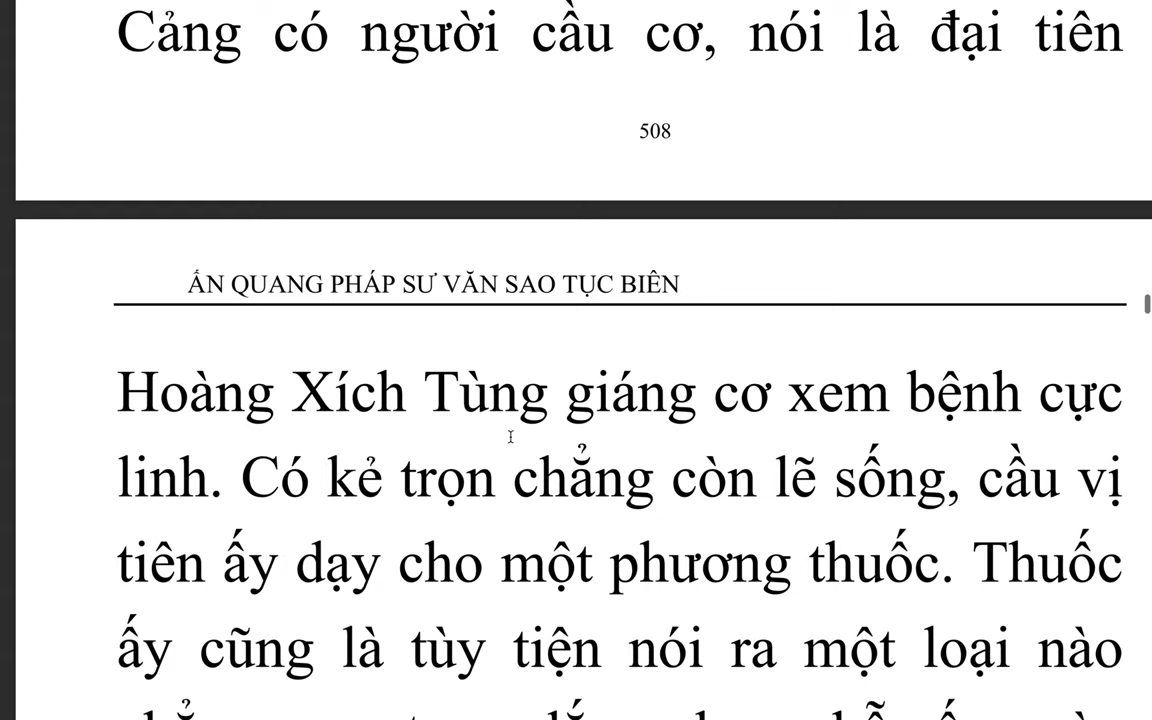 Cảng có người cầu cơ, nói là đại tiên
508
ẤN QUANG PHÁP SƯ VĂN SAO TỤC BIÊN
Hoàng Xích Tùng giáng cơ xem bệnh cực
linh. Có kẻ trọn chẳng còn lẽ sống, cầu vị
tiên ấy dạy cho một phương thuốc. Thuốc
ấy cũng là tùy tiện nói ra một loại nào